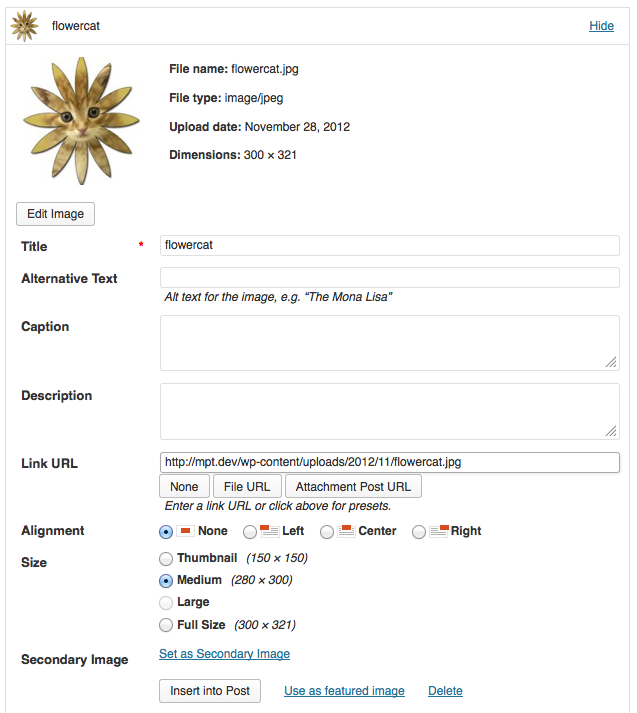 flowercat Hide
File name: flowercat.jpg
File type: image/jpeg
Upload date: November 28, 2012
Dimensions: 300 × 321
Edit Image
Title * flowercat
Alternative Text
Alt text for the image, e.g. "The Mona Lisa"
Caption
Description
Link URL http://mpt.dev/wp-content/uploads/2012/11/flowercat.jpg
None File URL Attachment Post URL
Enter a link URL or click above for presets.
Alignment None Left Center Right
Size Thumbnail (150 × 150)
Medium (280 × 300)
Large
Full Size (300 × 321)
Secondary Image Set as Secondary Image
Insert into Post Use as featured image Delete